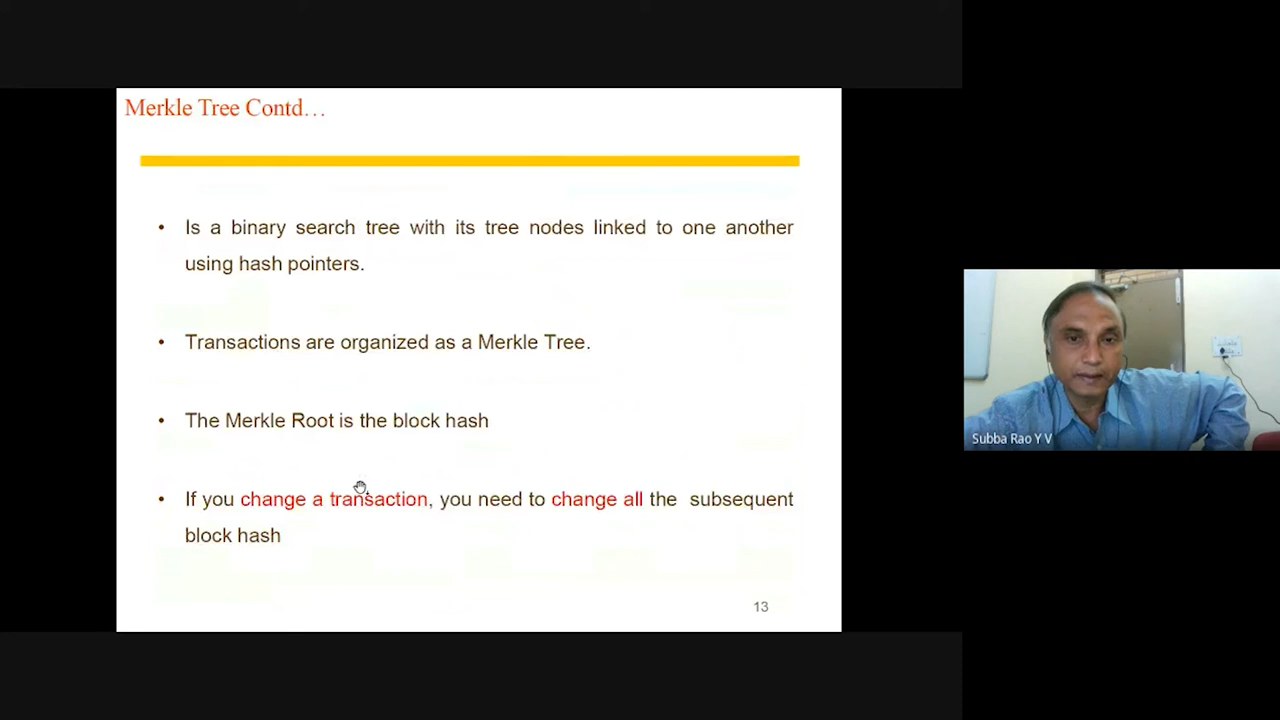 Merkle Tree Contd…
• Is a binary search tree with its tree nodes linked to one another
using hash pointers.
• Transactions are organized as a Merkle Tree.
• The Merkle Root is the block hash
• If you change a transaction, you need to change all the subsequent
block hash
13
Subba Rao Y V